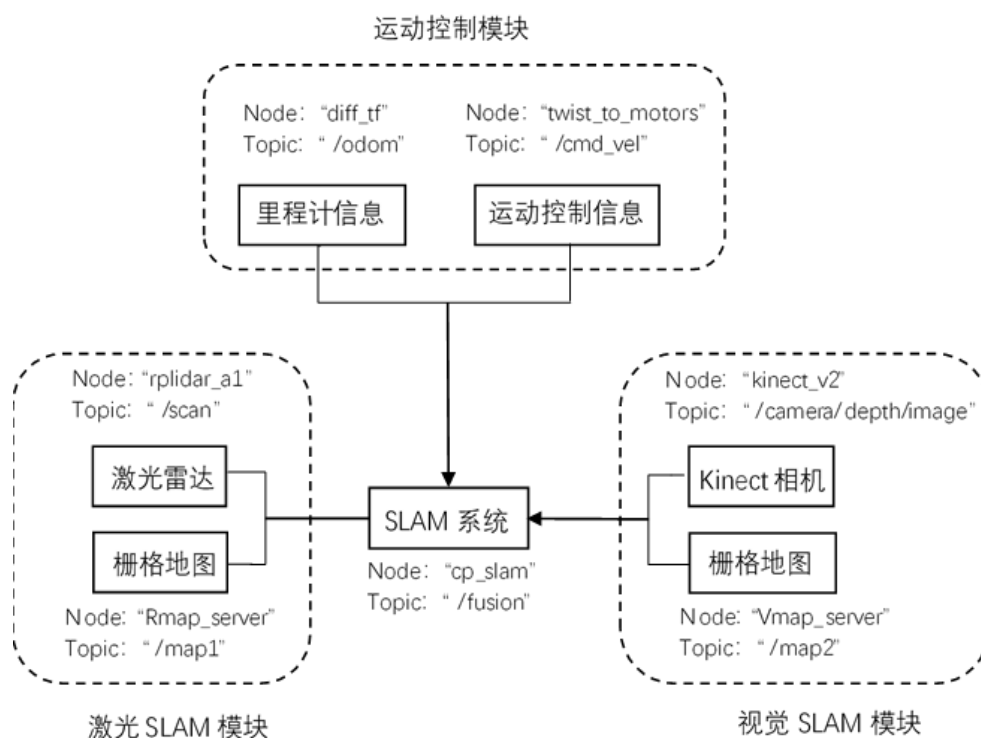 运动控制模块
Node: “diff_tf”
Topic: “ /odom”
Node: “twist_to_motors”
Topic: “ /cmd_vel”
里程计信息
运动控制信息
Node: “rplidar_a1”
Topic: “ /scan”
激光雷达
栅格地图
Node: “Rmap_server”
Topic: “ /map1”
激光 SLAM 模块
SLAM 系统
Node: “cp_slam”
Topic: “ /fusion”
Node: “kinect_v2”
Topic: “ /camera/depth/image”
Kinect 相机
栅格地图
Node: “Vmap_server”
Topic: “ /map2”
视觉 SLAM 模块